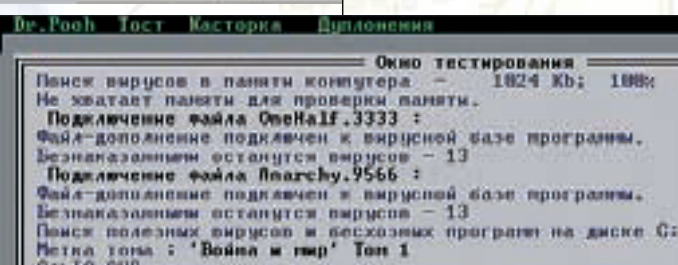 Dr.Pooh Тост Касторка Дупломения
Окно тестирования
Поиск вирусов в памяти компутера – 1024 Kb; 100%
Не хватает памяти для проверки памяти.
Подключение файла OneHalf.3333 :
Файл-дополнение подключен к вирусной базе программы.
Безнаказанными останутся вирусов – 13
Подключение файла Anarchy.9566 :
Файл-дополнение подключен к вирусной базе программы.
Безнаказанными останутся вирусов – 13
Поиск полезных вирусов и бесхозных программ на диске C:
Метка тома : 'Война и мир' Том 1